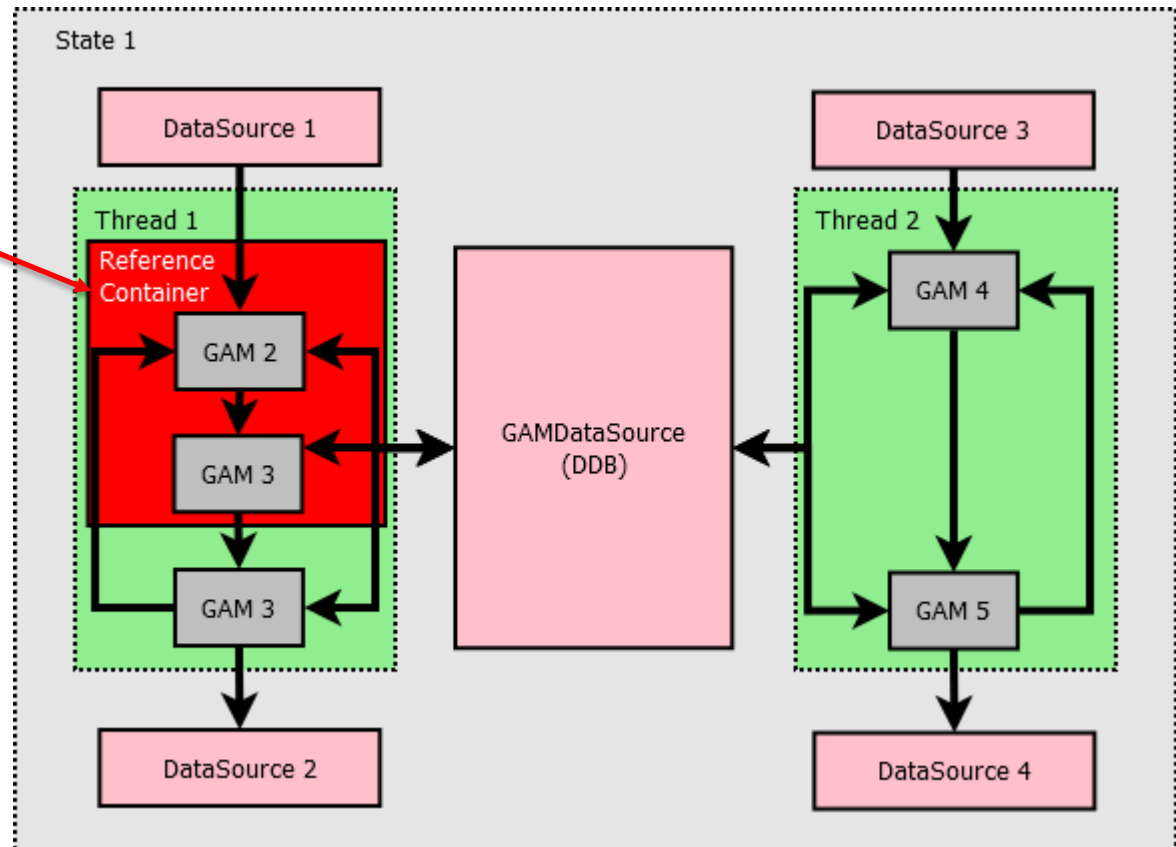 State 1
DataSource 1
DataSource 3
Thread 1
Thread 2
Reference
Container
GAM 2
GAM 3
GAM 3
GAMDataSource
(DDB)
GAM 4
GAM 5
DataSource 2
DataSource 4